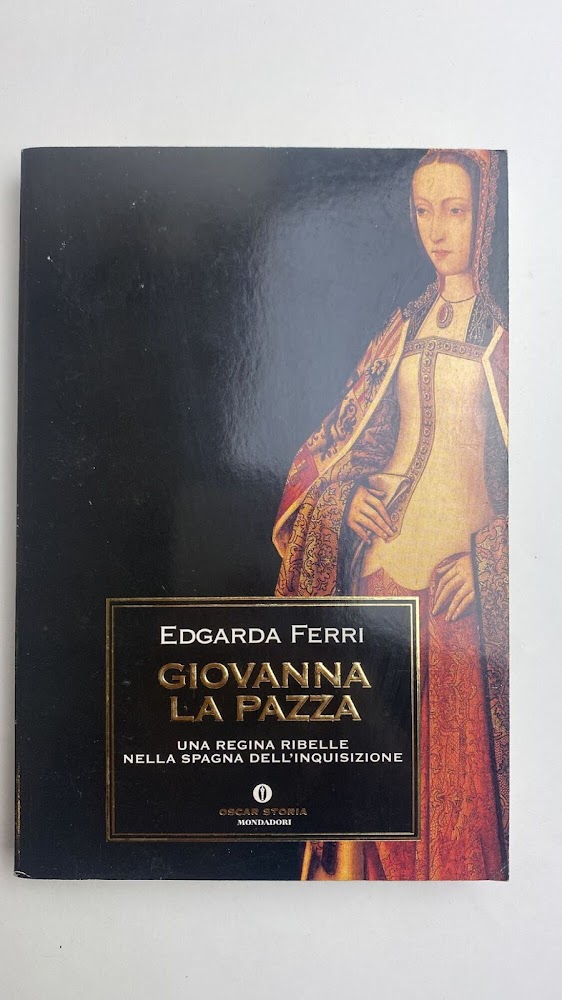 EDGARDA FERRI
GIOVANNA
LA PAZZA
UNA REGINA RIBELLE
NELLA SPAGNA DELL'INQUISIZIONE
OSCAR STORIA
MONDADORI